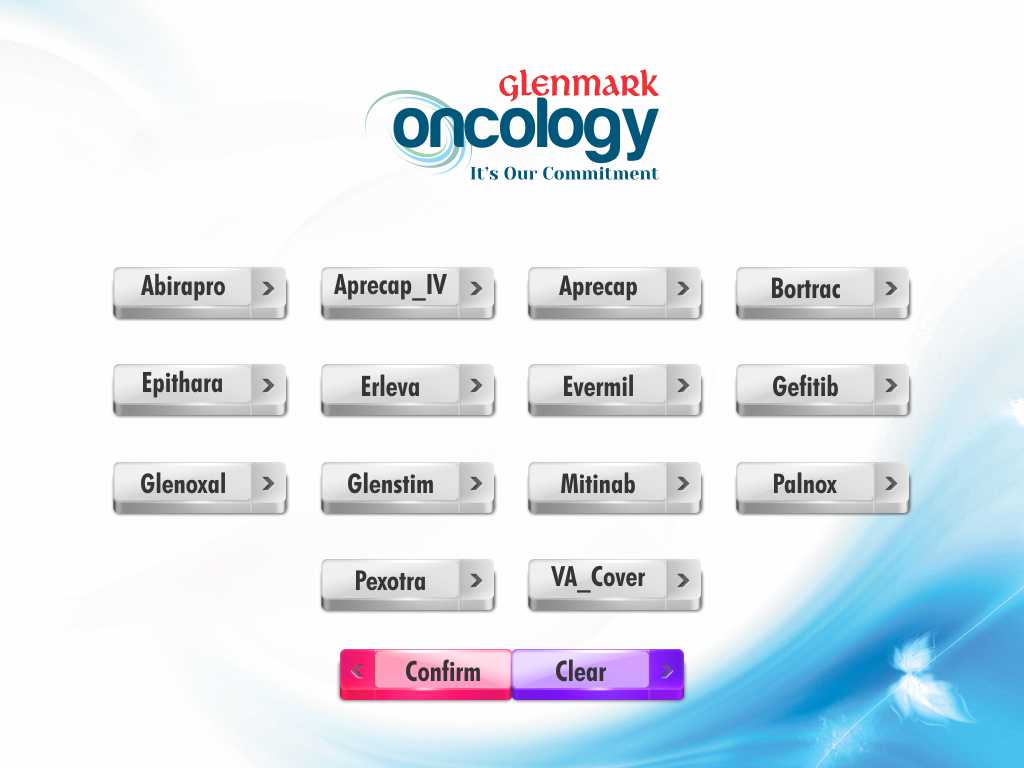 GLENMARK
oncology
It's Our Commitment
Abirapro Aprecap_IV Aprecap Bortrac
Epithara Erleva Evermil Gefitib
Glenoxal Glenstim Mitinab Palnox
Pexotra VA_Cover
Confirm Clear